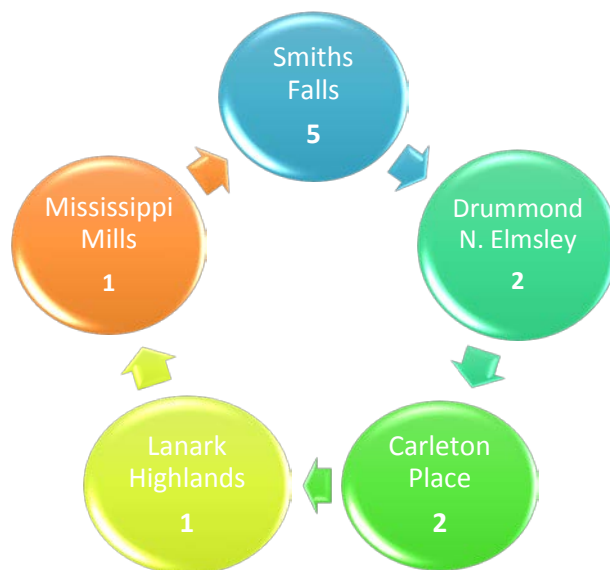 Smiths
Falls
5
Drummond
N. Elmsley
2
Carleton
Place
2
Lanark
Highlands
1
Mississippi
Mills
1